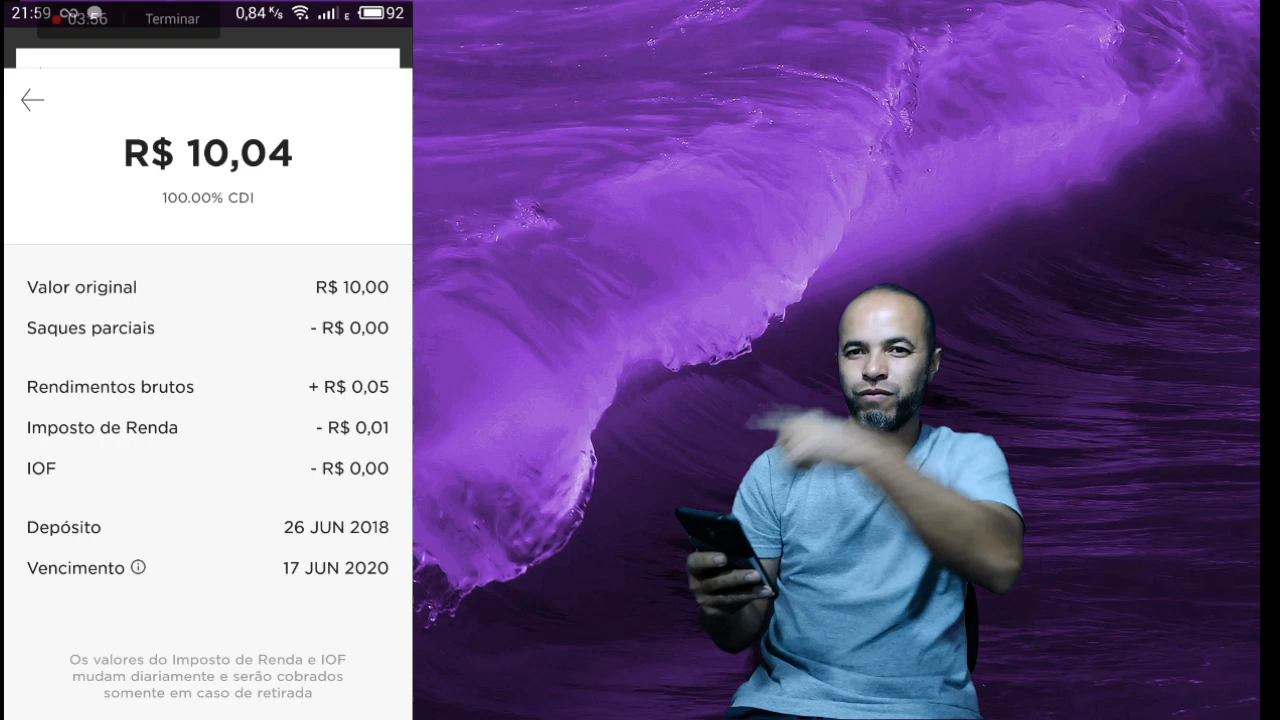 21:59
03:56
Terminar
0,84 K/s
E
92
R$ 10,04
100.00% CDI
Valor original R$ 10,00
Saques parciais - R$ 0,00
Rendimentos brutos + R$ 0,05
Imposto de Renda - R$ 0,01
IOF - R$ 0,00
Depósito 26 JUN 2018
Vencimento 17 JUN 2020
Os valores do Imposto de Renda e IOF
mudam diariamente e serão cobrados
somente em caso de retirada